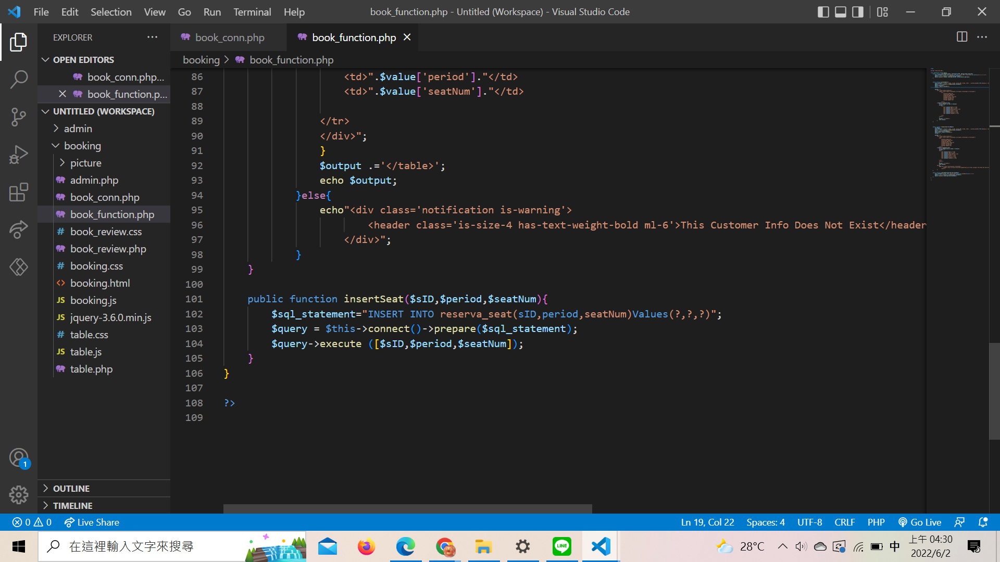 File Edit Selection View Go Run Terminal Help
book_function.php - Untitled (Workspace) - Visual Studio Code
EXPLORER
OPEN EDITORS
book_conn.php...
book_function.p...
UNTITLED (WORKSPACE)
admin
booking
picture
admin.php
book_conn.php
book_function.php
# book_review.css
book_review.php
# booking.css
<> booking.html
JS booking.js
JS jquery-3.6.0.min.js
# table.css
JS table.js
table.php
OUTLINE
TIMELINE
1
book_conn.php
book_function.php
booking > book_function.php
86 <td>".$value['period']."</td>
87 <td>".$value['seatNum']."</td>
88
89 </tr>
90 </div>";
91 }
92 $output .='</table>';
93 echo $output;
94 }else{
95 echo"<div class='notification is-warning'>
96 <header class='is-size-4 has-text-weight-bold ml-6'>This Customer Info Does Not Exist</header
97 </div>";
98 }
99 }
100
101 public function insertSeat($sID,$period,$seatNum){
102 $sql_statement="INSERT INTO reserva_seat(sID,period,seatNum)Values(?,?,?)";
103 $query = $this->connect()->prepare($sql_statement);
104 $query->execute ([$sID,$period,$seatNum]);
105 }
106 }
107
108 ?>
109
0 0 Live Share
Ln 19, Col 22 Spaces: 4 UTF-8 CRLF PHP Go Live
在這裡輸入文字來搜尋
LINE
28°C
中
上午 04:30
2022/6/2